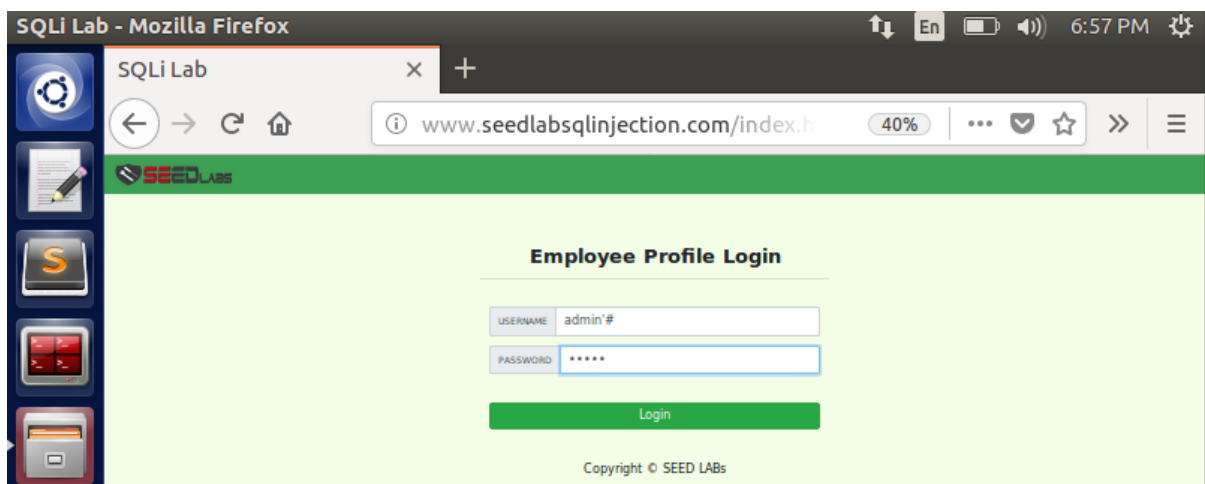 SQLi Lab - Mozilla Firefox En 6:57 PM
SQLi Lab
www.seedlabsqlinjection.com/index.h 40%
SEEDLABS
Employee Profile Login
USERNAME admin'#
PASSWORD •••••
Login
Copyright © SEED LABs